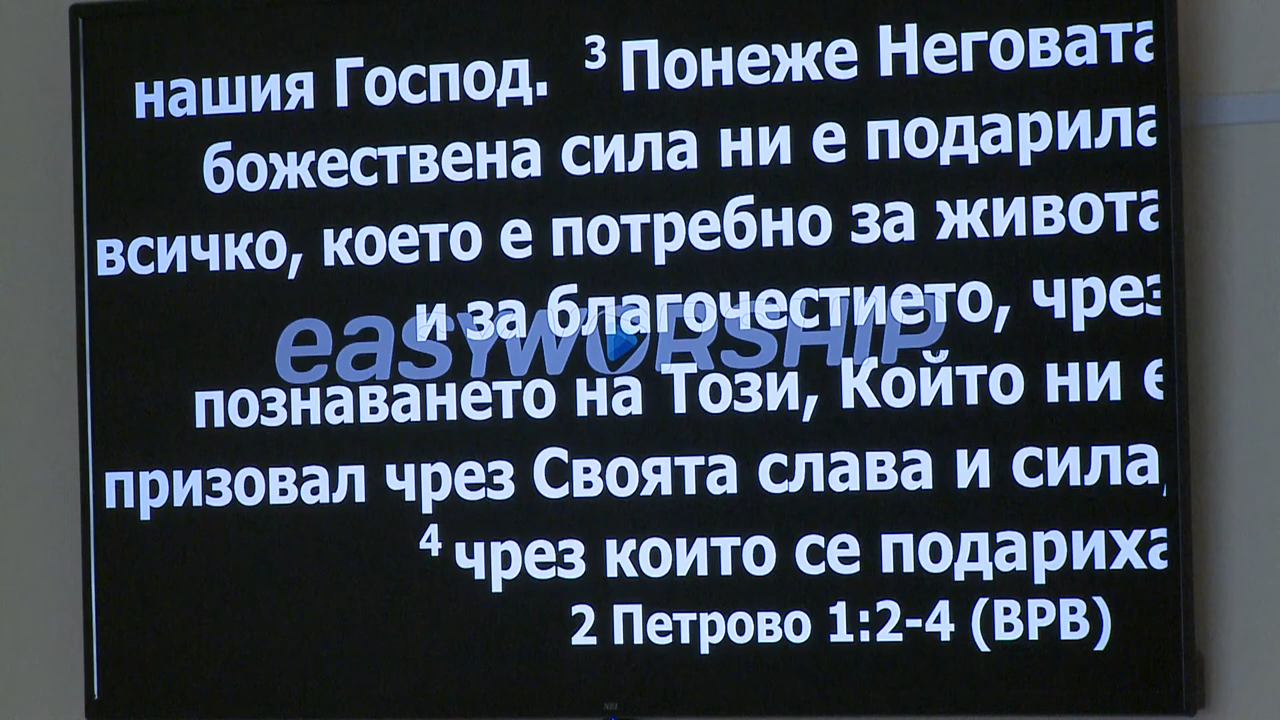 нашия Господ. 3 Понеже Неговата
божествена сила ни е подарила
всичко, което е потребно за живота
и за благочестието, чрез
easyworship
познаването на Този, Който ни е
призовал чрез Своята слава и сила,
4 чрез които се подариха
2 Петрово 1:2-4 (ВРВ)